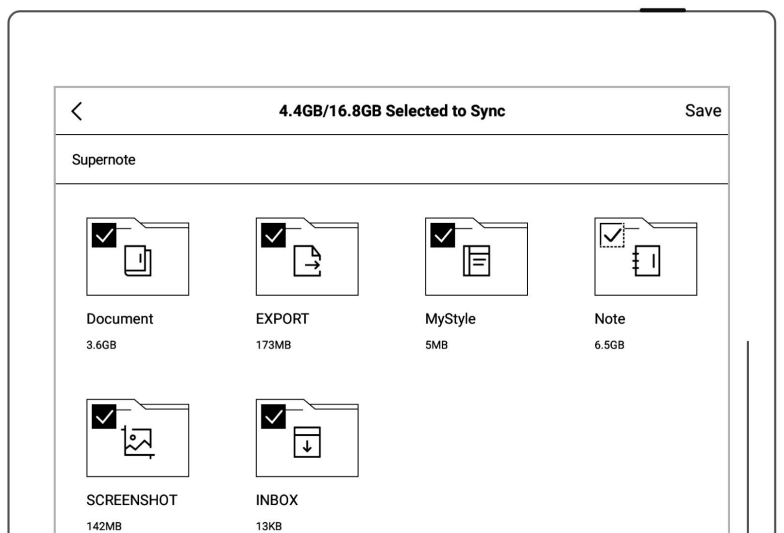 4.4GB/16.8GB Selected to Sync Save
Supernote
Document EXPORT MyStyle Note
3.6GB 173MB 5MB 6.5GB
SCREENSHOT INBOX
142MB 13KB